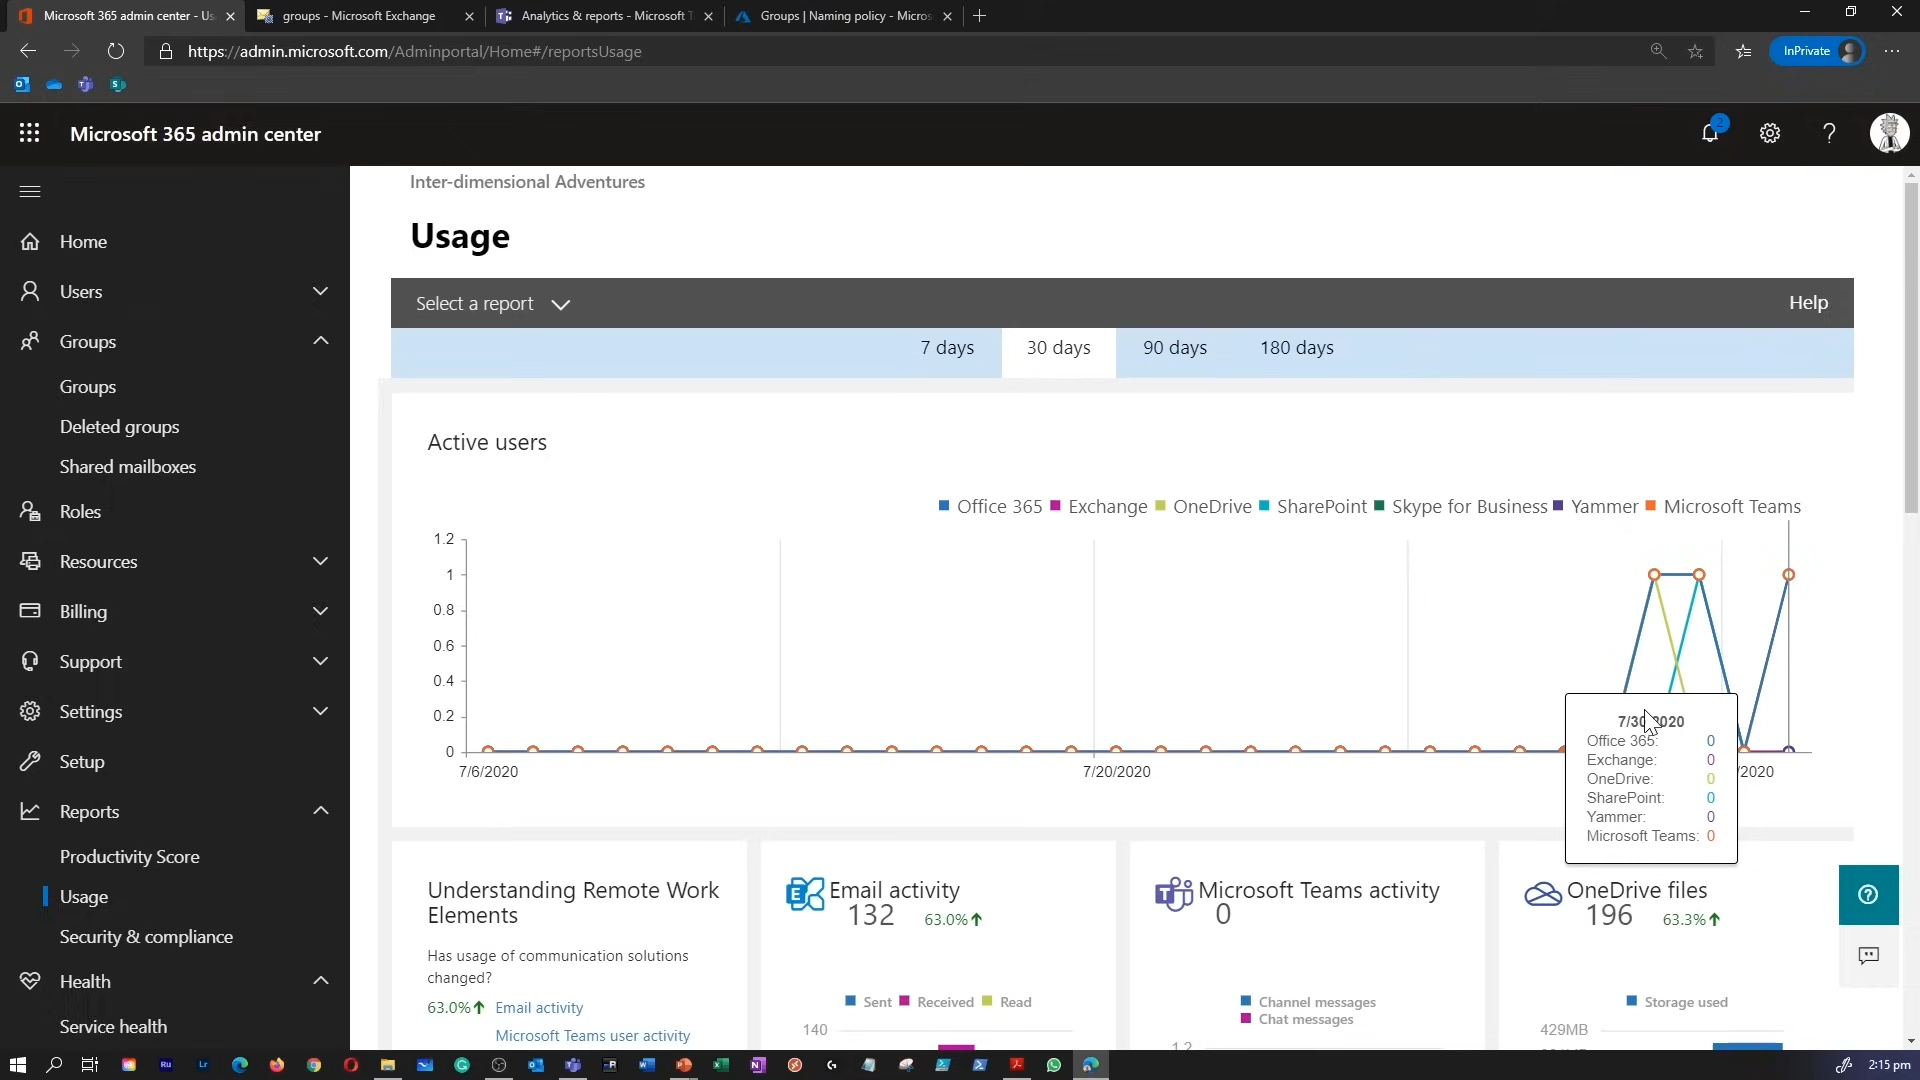 Microsoft 365 admin center - Us
groups - Microsoft Exchange
Analytics & reports - Microsoft T
Groups | Naming policy - Micros
https://admin.microsoft.com/Adminportal/Home#/reportsUsage
InPrivate
Microsoft 365 admin center
2
Home
Users
Groups
Groups
Deleted groups
Shared mailboxes
Roles
Resources
Billing
Support
Settings
Setup
Reports
Productivity Score
Usage
Security & compliance
Health
Service health
Inter-dimensional Adventures
Usage
Select a report
Help
7 days 30 days 90 days 180 days
Active users
Office 365 Exchange OneDrive SharePoint Skype for Business Yammer Microsoft Teams
1.2
1
0.8
0.6
0.4
0.2
0
7/6/2020 7/20/2020 /2020
Office 365: 0
Exchange: 0
OneDrive: 0
SharePoint: 0
Yammer: 0
Microsoft Teams: 0
Understanding Remote Work
Elements
Has usage of communication solutions
changed?
63.0% Email activity
Microsoft Teams user activity
Email activity
132 63.0%
Sent Received Read
140
Microsoft Teams activity
0
Channel messages
Chat messages
1.2
OneDrive files
196 63.3%
Storage used
429MB
2:15 pm